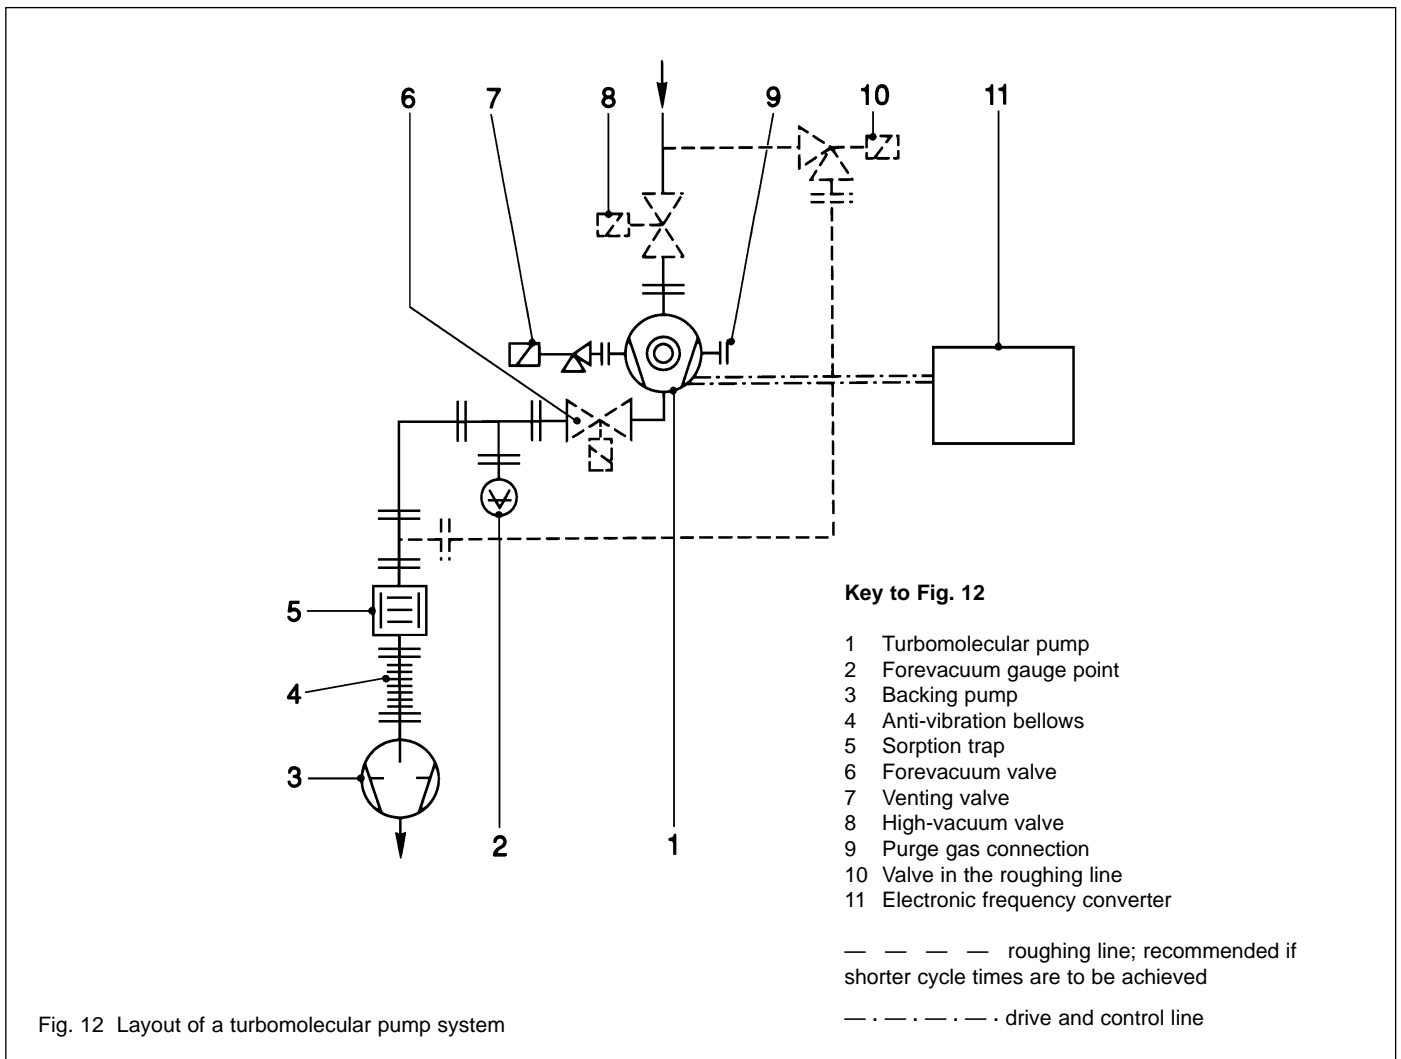 6 7 8 9 10 11
5
4
3
2 1
Key to Fig. 12
1 Turbomolecular pump
2 Forevacuum gauge point
3 Backing pump
4 Anti-vibration bellows
5 Sorption trap
6 Forevacuum valve
7 Venting valve
8 High-vacuum valve
9 Purge gas connection
10 Valve in the roughing line
11 Electronic frequency converter
roughing line; recommended if
shorter cycle times are to be achieved
drive and control line
Fig. 12 Layout of a turbomolecular pump system